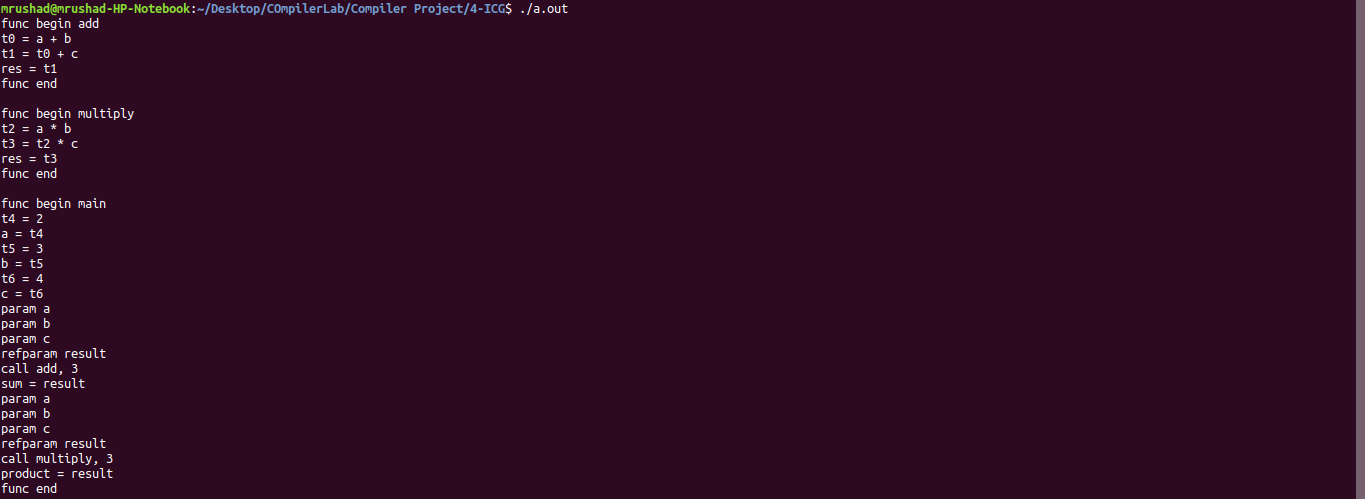 mrushad@mrushad-HP-Notebook:~/Desktop/COmpilerLab/Compiler Project/4-ICG$ ./a.out
func begin add
t0 = a + b
t1 = t0 + c
res = t1
func end

func begin multiply
t2 = a * b
t3 = t2 * c
res = t3
func end

func begin main
t4 = 2
a = t4
t5 = 3
b = t5
t6 = 4
c = t6
param a
param b
param c
refparam result
call add, 3
sum = result
param a
param b
param c
refparam result
call multiply, 3
product = result
func end